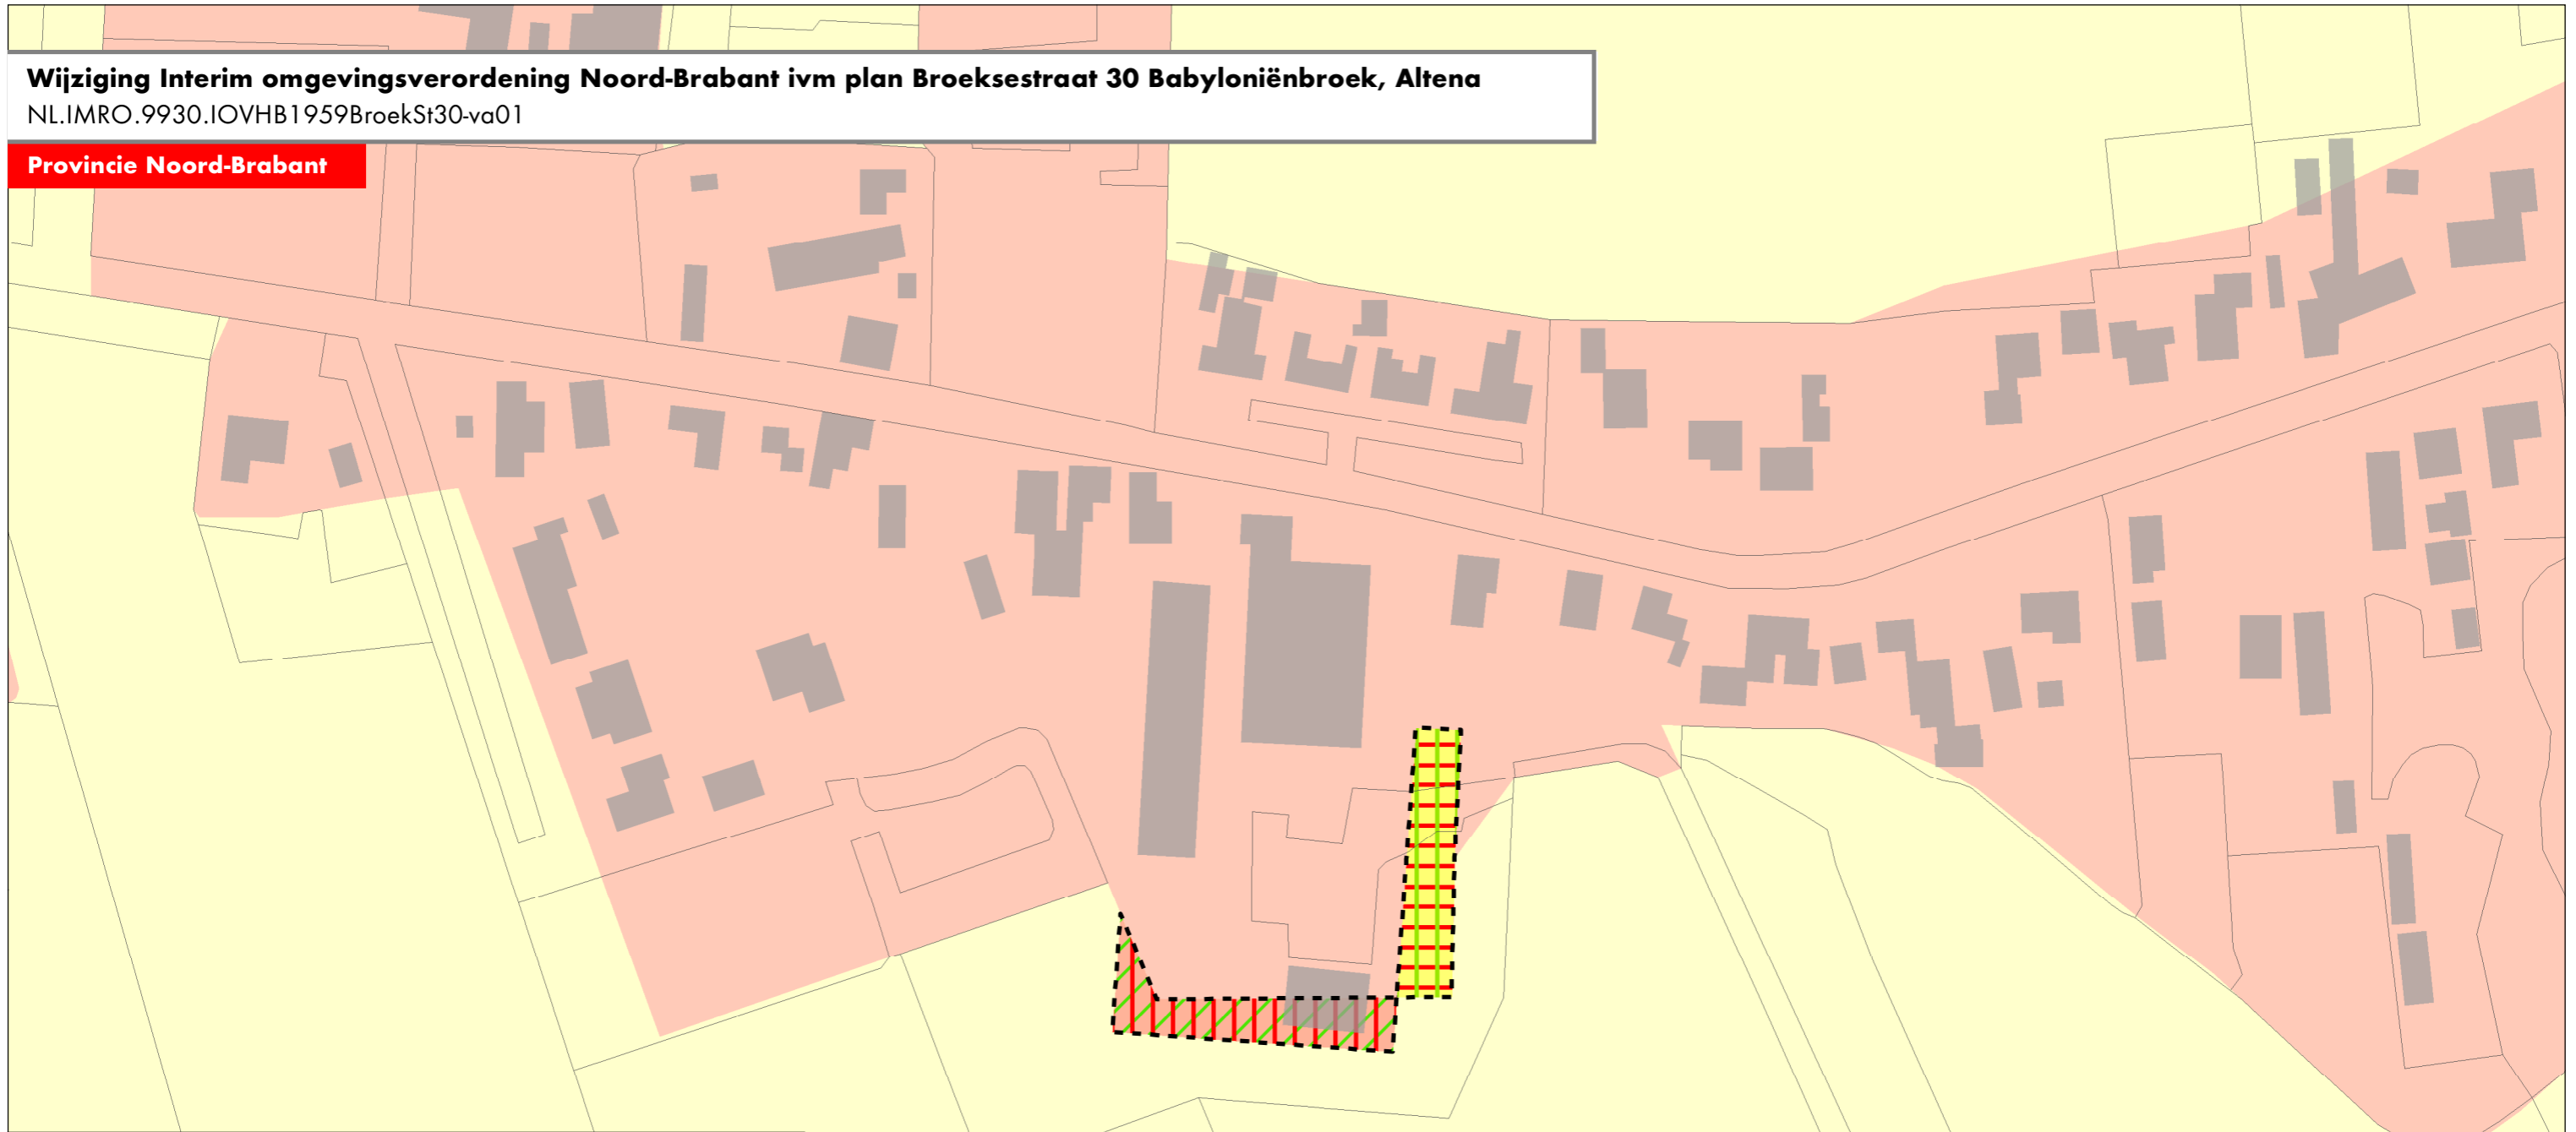 Wijziging Interim omgevingsverordening Noord-Brabant ivm plan Broeksestraat 30 Babyloniënbroek, Altena
NL.IMRO.9930.IOVHB1959BroekSt30-va01
Provincie Noord-Brabant